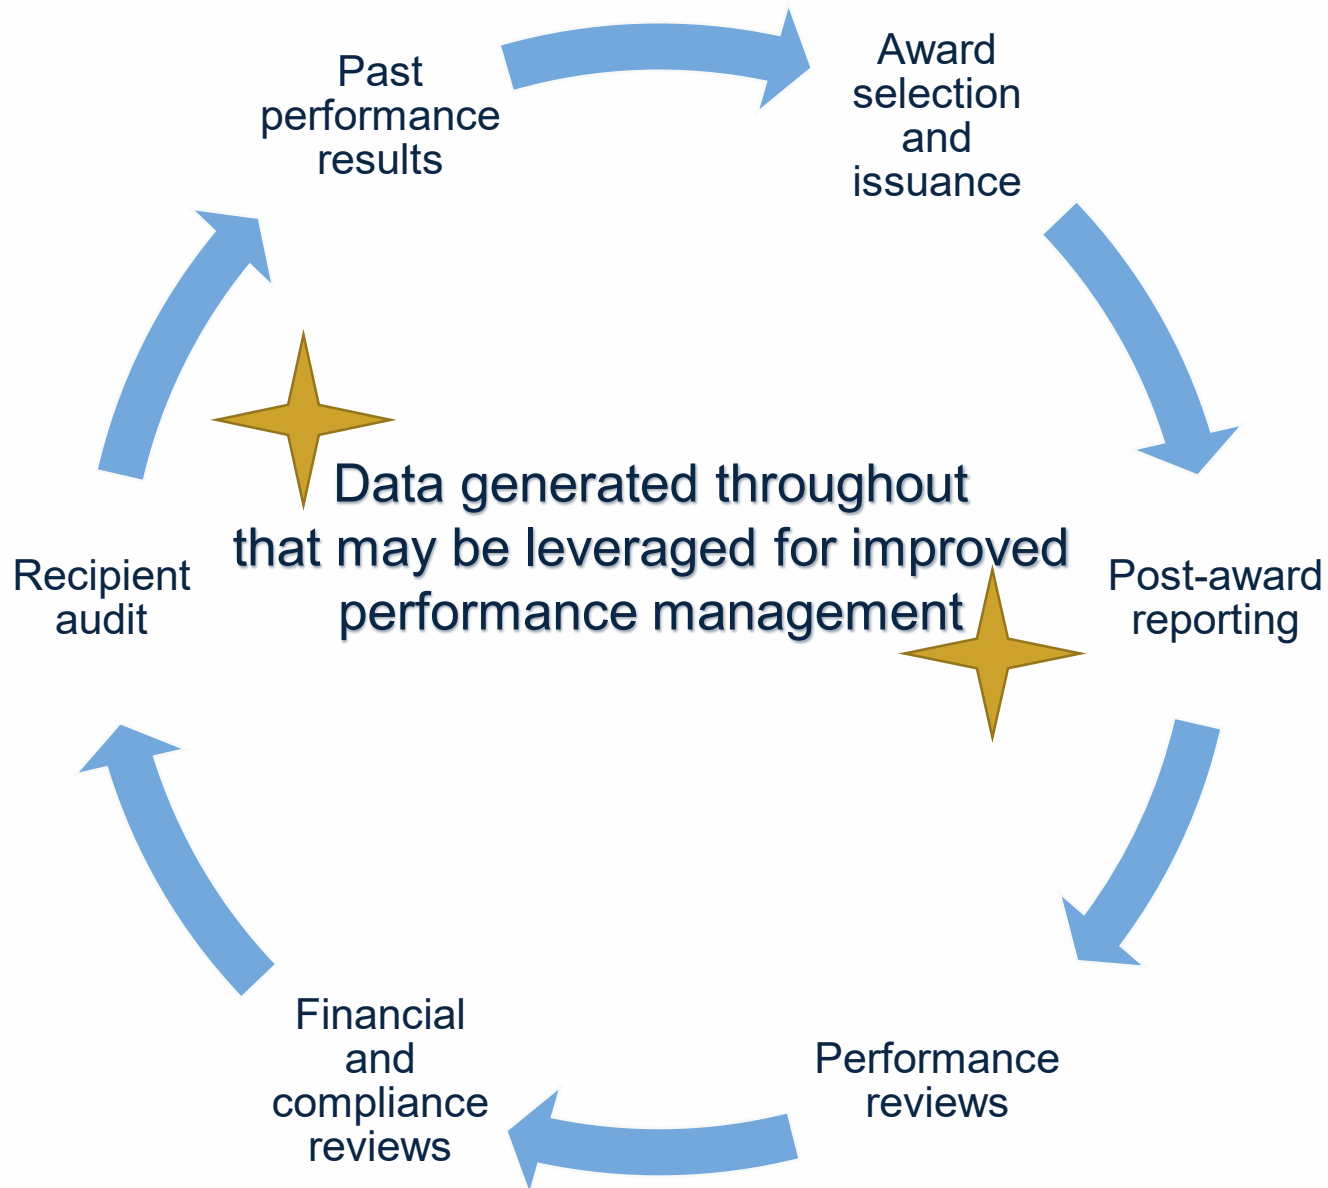 Past
performance
results
Award
selection
and
issuance
Data generated throughout
that may be leveraged for improved
performance management
Post-award
reporting
Performance
reviews
Financial
and
compliance
reviews
Recipient
audit